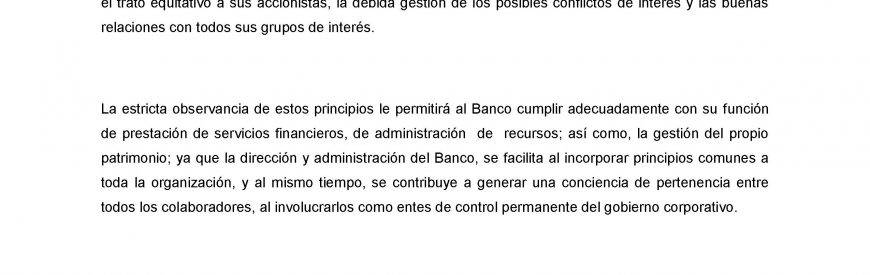 el trato equitativo a sus accionistas, la debida gestión de los posibles conflictos de interés y las buenas
relaciones con todos sus grupos de interés.
La estricta observancia de estos principios le permitirá al Banco cumplir adecuadamente con su función
de prestación de servicios financieros, de administración de recursos; así como, la gestión del propio
patrimonio; ya que la dirección y administración del Banco, se facilita al incorporar principios comunes a
toda la organización, y al mismo tiempo, se contribuye a generar una conciencia de pertenencia entre
todos los colaboradores, al involucrarlos como entes de control permanente del gobierno corporativo.